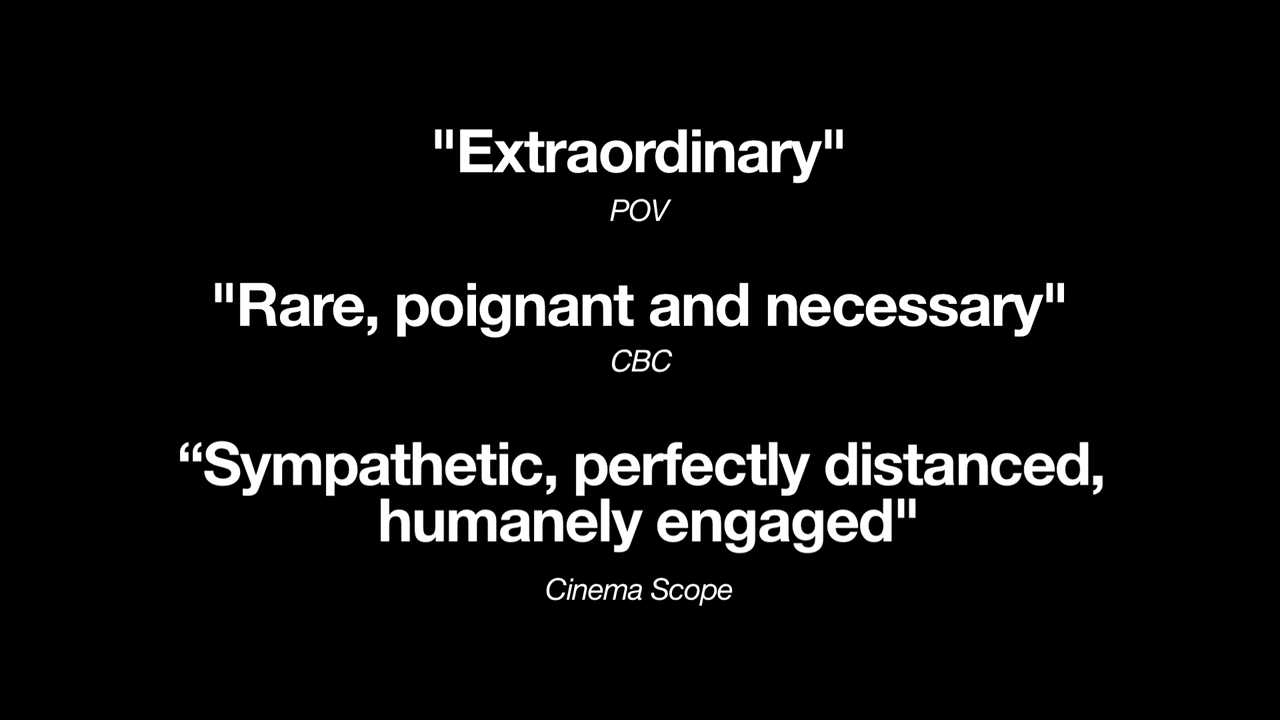 "Extraordinary"
POV
"Rare, poignant and necessary"
CBC
“Sympathetic, perfectly distanced,
humanely engaged"
Cinema Scope